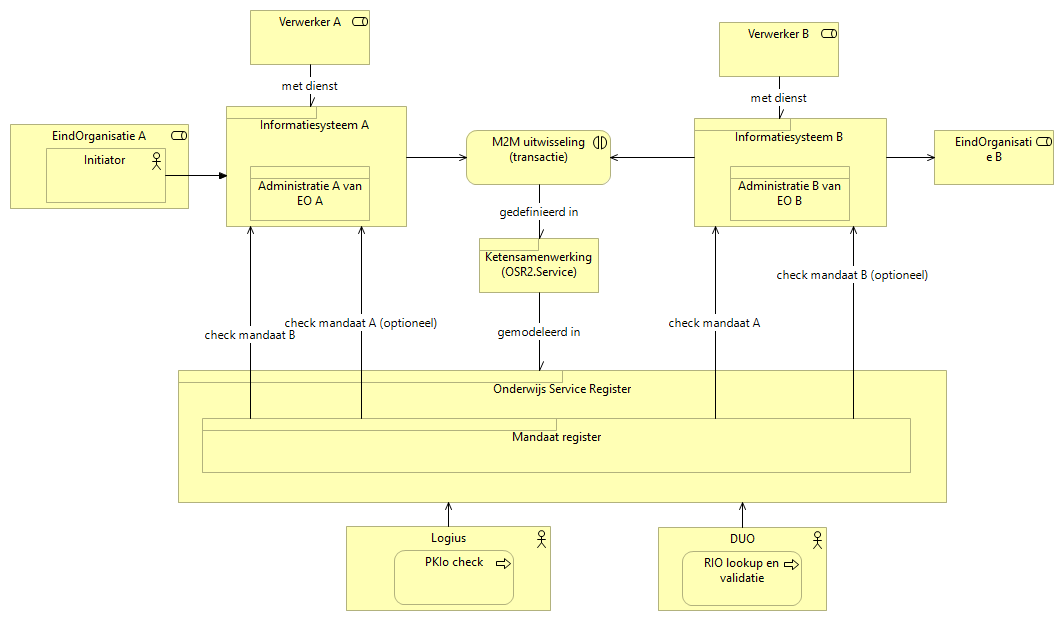 Verwerker A
Verwerker B
met dienst
met dienst
EindOrganisatie A
Initiator
Informatiesysteem A
Administratie A van
EO A
M2M uitwisseling
(transactie)
Informatiesysteem B
Administratie B van
EO B
EindOrganisati
e B
gedefinieerd in
Ketensamenwerking
(OSR2.Service)
check mandaat B (optioneel)
check mandaat B
check mandaat A (optioneel)
gemodeleerd in
check mandaat A
Onderwijs Service Register
Mandaat register
Logius
PKIo check
DUO
RIO lookup en
validatie